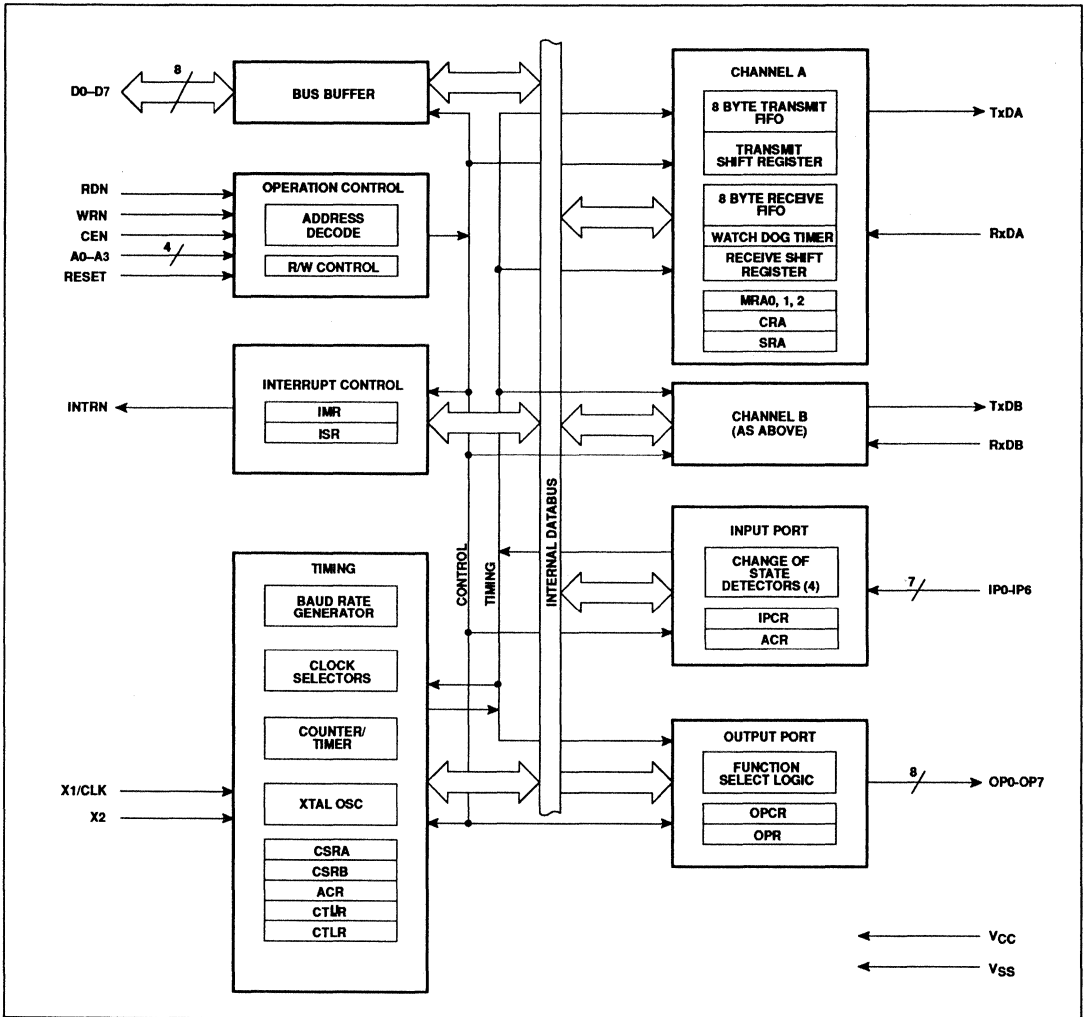 D0–D7
8
BUS BUFFER
RDN
WRN
CEN
A0–A3
4
RESET
OPERATION CONTROL
ADDRESS
DECODE
R/W CONTROL
INTRN
INTERRUPT CONTROL
IMR
ISR
TIMING
BAUD RATE
GENERATOR
CLOCK
SELECTORS
COUNTER/
TIMER
X1/CLK
X2
XTAL OSC
CSRA
CSRB
ACR
CTUR
CTLR
CONTROL
TIMING
INTERNAL DATABUS
CHANNEL A
8 BYTE TRANSMIT
FIFO
TRANSMIT
SHIFT REGISTER
8 BYTE RECEIVE
FIFO
WATCH DOG TIMER
RECEIVE SHIFT
REGISTER
MRA0, 1, 2
CRA
SRA
TxDA
RxDA
CHANNEL B
(AS ABOVE)
TxDB
RxDB
INPUT PORT
CHANGE OF
STATE
DETECTORS (4)
IPCR
ACR
7
IP0-IP6
OUTPUT PORT
FUNCTION
SELECT LOGIC
OPCR
OPR
8
OP0-OP7
VCC
VSS